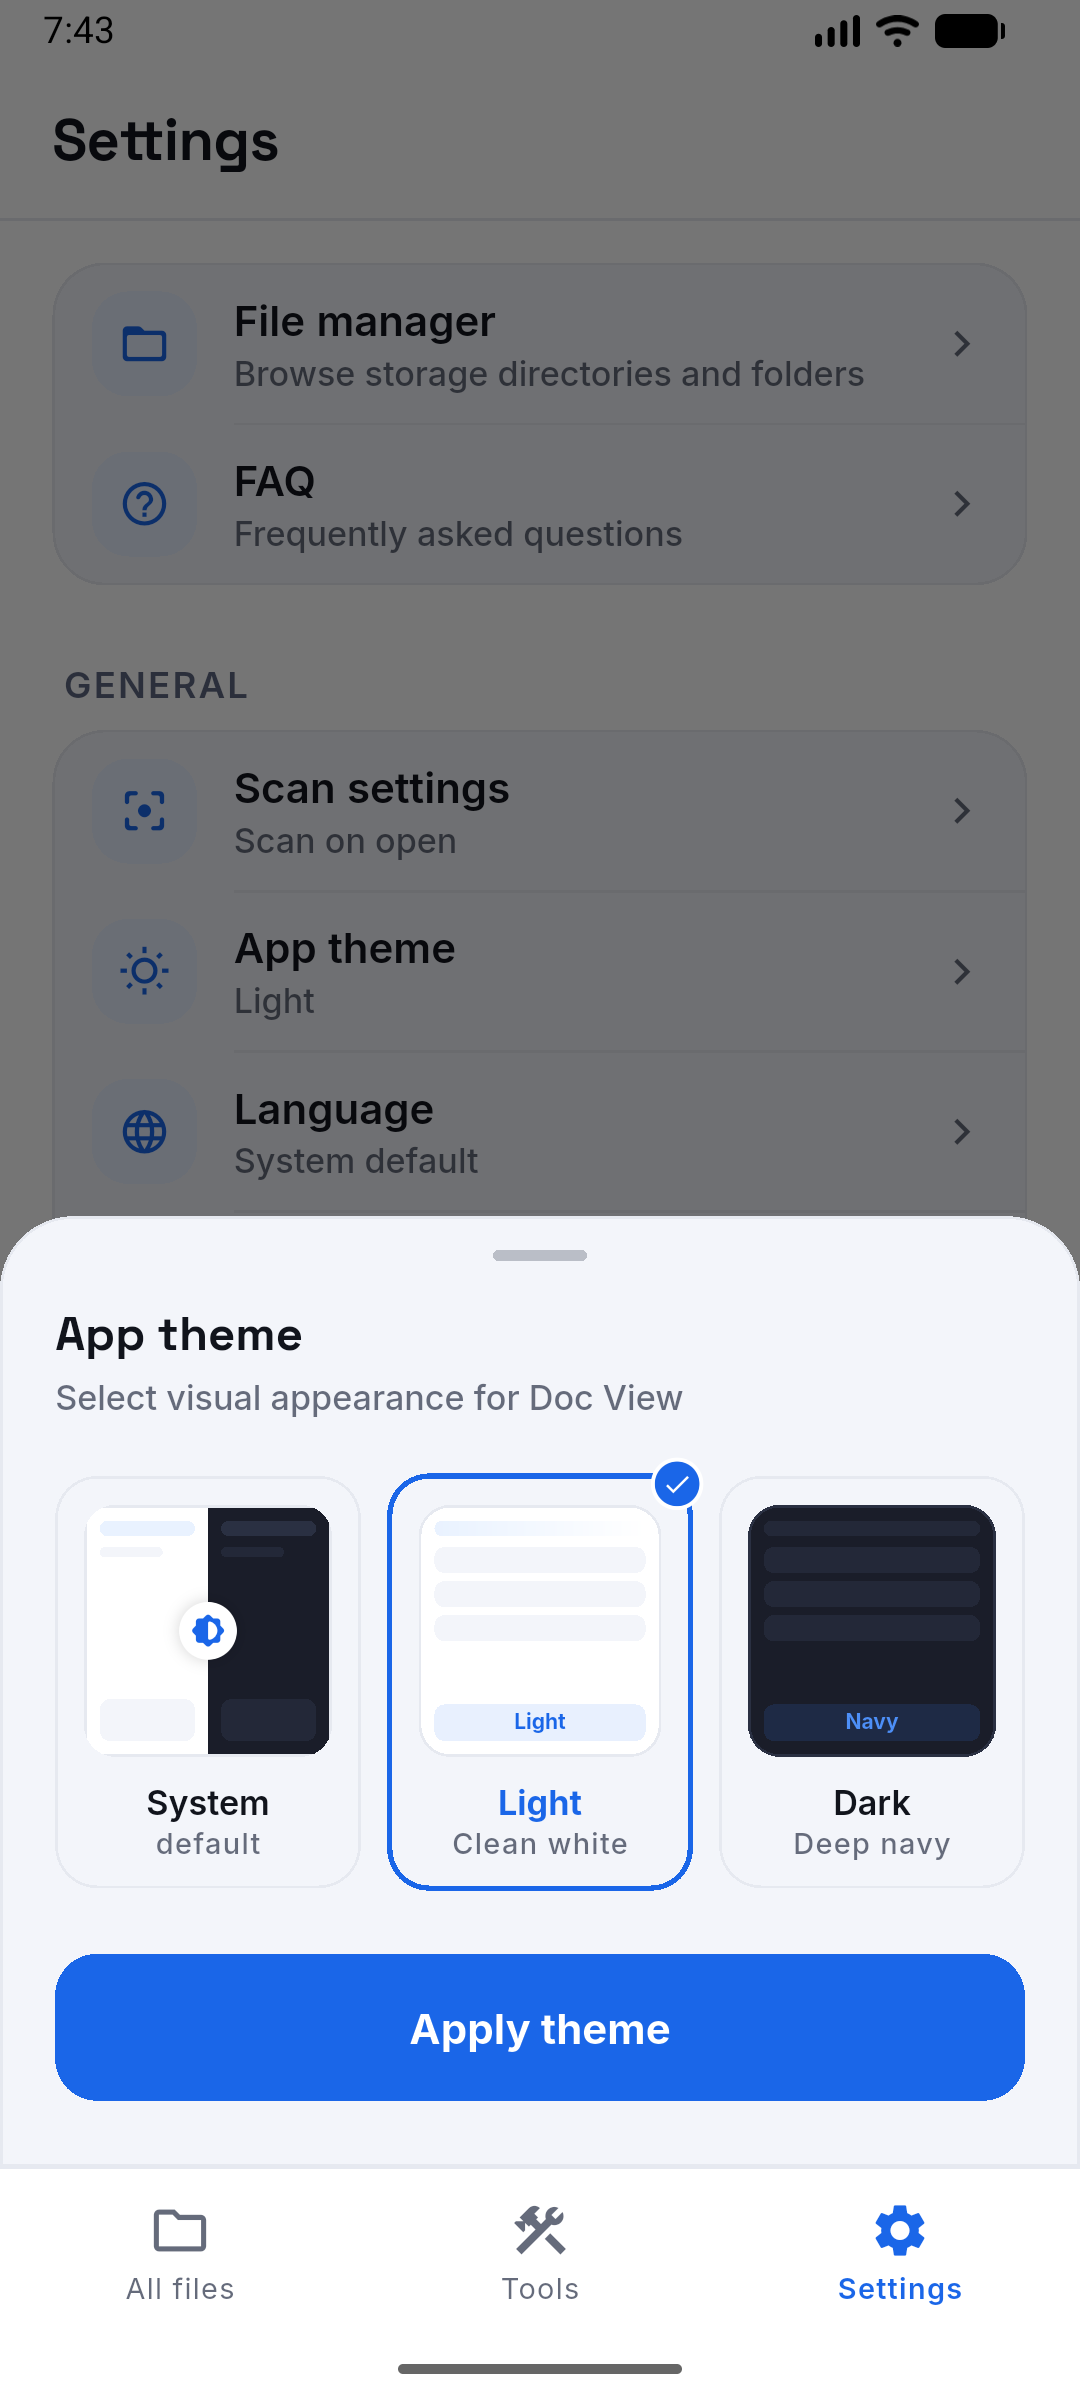 7:43
Settings
File manager
Browse storage directories and folders
FAQ
Frequently asked questions
GENERAL
Scan settings
Scan on open
App theme
Light
Language
System default
App theme
Select visual appearance for Doc View
Light
Navy
System
default
Light
Clean white
Dark
Deep navy
Apply theme
All files
Tools
Settings